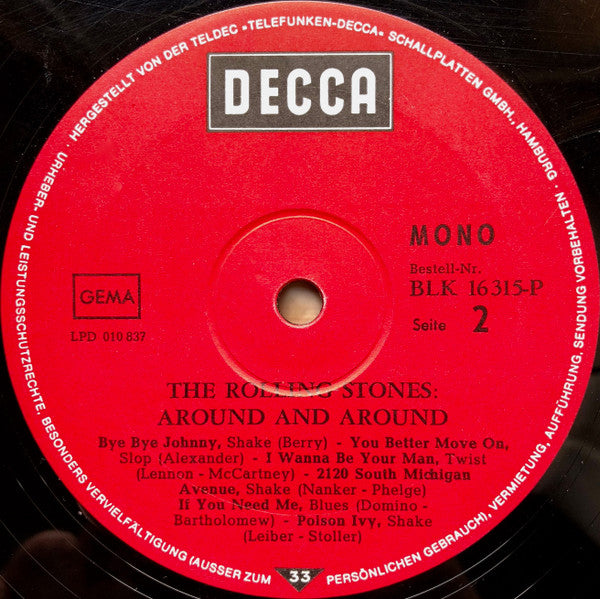 URHEBER- UND LEISTUNGSSCHUTZRECHTE, BESONDERS VERVIELFÄLTIGUNG (AUSSER ZUM PERSÖNLICHEN GEBRAUCH), VERMIETUNG, AUFFÜHRUNG, SENDUNG VORBEHALTEN
· HERGESTELLT VON DER TELDEC »TELEFUNKEN-DECCA« SCHALLPLATTEN GMBH., HAMBURG ·
DECCA
MONO
Bestell-Nr.
BLK 16315-P
Seite 2
GEMA
LPD 010 837
THE ROLLING STONES:
AROUND AND AROUND
Bye Bye Johnny, Shake (Berry) - You Better Move On,
Slop (Alexander) - I Wanna Be Your Man, Twist
(Lennon - McCartney) - 2120 South Michigan
Avenue, Shake (Nanker - Phelge)
If You Need Me, Blues (Domino -
Bartholomew) - Poison Ivy, Shake
(Leiber - Stoller)
33